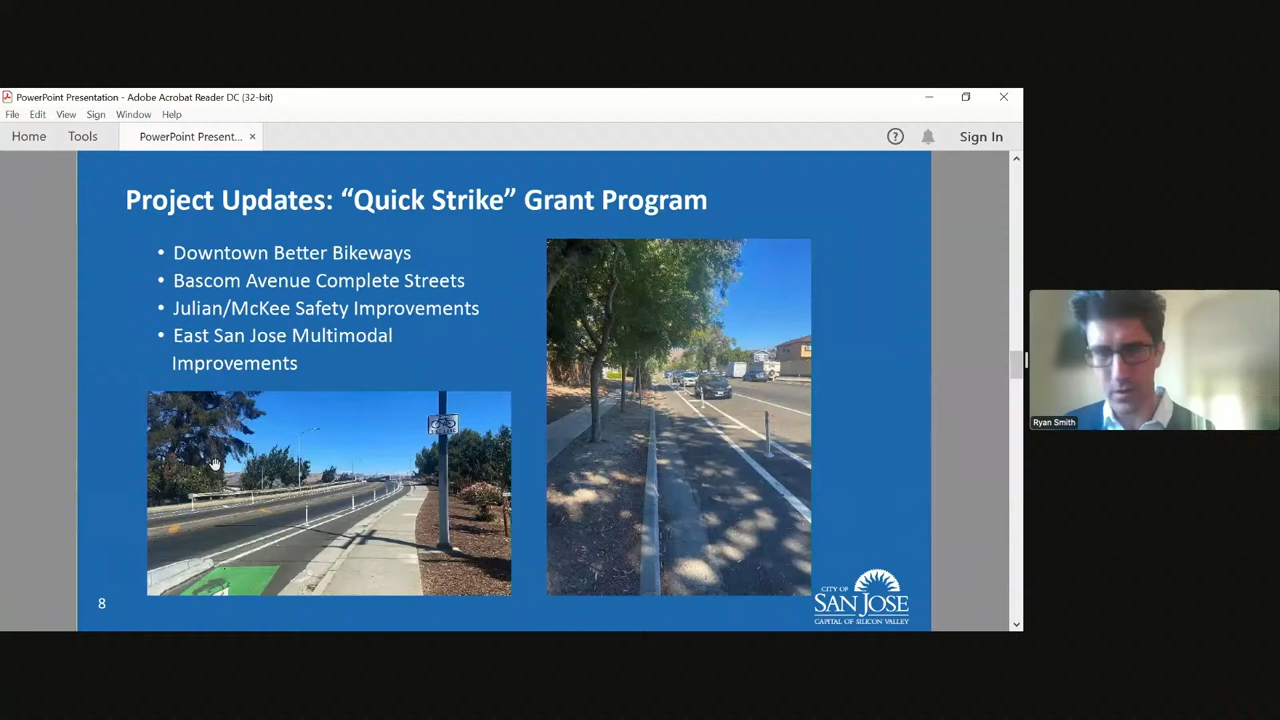 PowerPoint Presentation - Adobe Acrobat Reader DC (32-bit)
File Edit View Sign Window Help
Home Tools PowerPoint Present... × Sign In
Project Updates: “Quick Strike” Grant Program
• Downtown Better Bikeways
• Bascom Avenue Complete Streets
• Julian/McKee Safety Improvements
• East San Jose Multimodal
Improvements
Ryan Smith
8
CITY OF
SAN JOSE
CAPITAL OF SILICON VALLEY